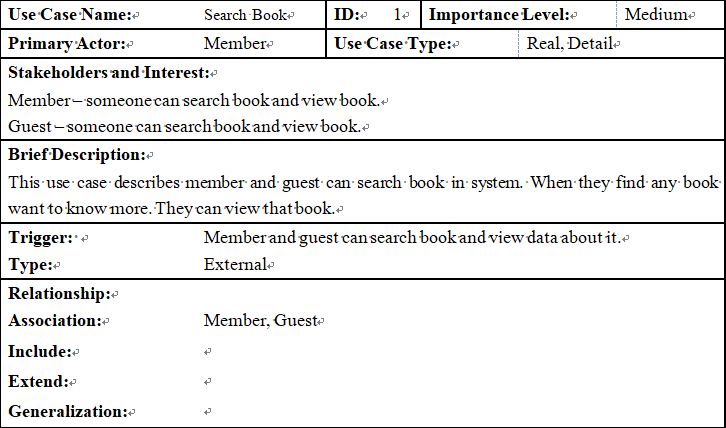 Use Case Name: Search Book ID: 1 Importance Level: Medium
Primary Actor: Member Use Case Type: Real, Detail
Stakeholders and Interest:
Member – someone can search book and view book.
Guest – someone can search book and view book.
Brief Description:
This use case describes member and guest can search book in system. When they find any book
want to know more. They can view that book.
Trigger: Member and guest can search book and view data about it.
Type: External
Relationship:
Association: Member, Guest
Include:
Extend:
Generalization: